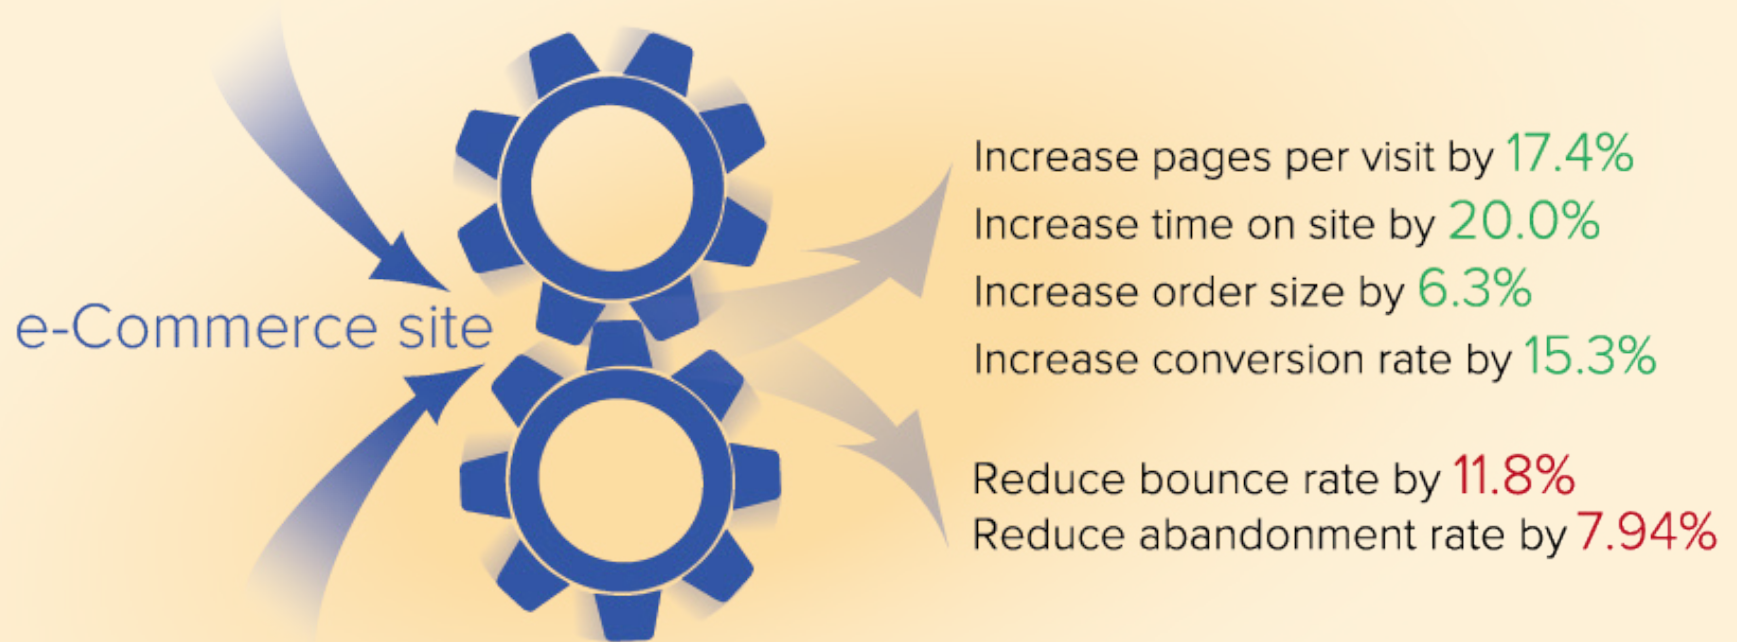 e-Commerce site
Increase pages per visit by 17.4%
Increase time on site by 20.0%
Increase order size by 6.3%
Increase conversion rate by 15.3%
Reduce bounce rate by 11.8%
Reduce abandonment rate by 7.94%